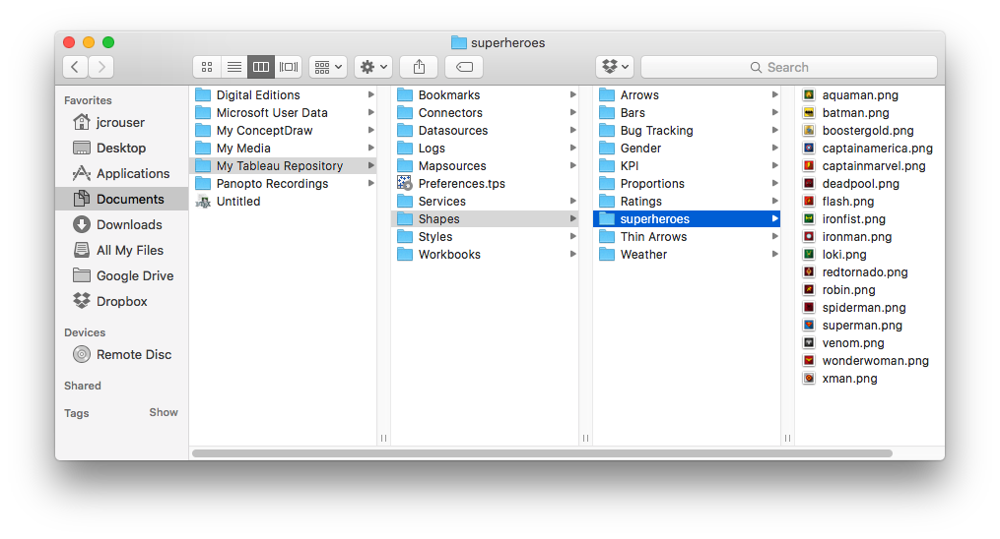 superheroes
Search
Favorites
jcrouser
Desktop
Applications
Documents
Downloads
All My Files
Google Drive
Dropbox
Devices
Remote Disc
Shared
Tags
Show
Digital Editions
Microsoft User Data
My ConceptDraw
My Media
My Tableau Repository
Panopto Recordings
Untitled
Bookmarks
Connectors
Datasources
Logs
Mapsources
Preferences.tps
Services
Shapes
Styles
Workbooks
Arrows
Bars
Bug Tracking
Gender
KPI
Proportions
Ratings
superheroes
Thin Arrows
Weather
aquaman.png
batman.png
boostergold.png
captainamerica.png
captainmarvel.png
deadpool.png
flash.png
ironfist.png
ironman.png
loki.png
redtornado.png
robin.png
spiderman.png
superman.png
venom.png
wonderwoman.png
xman.png